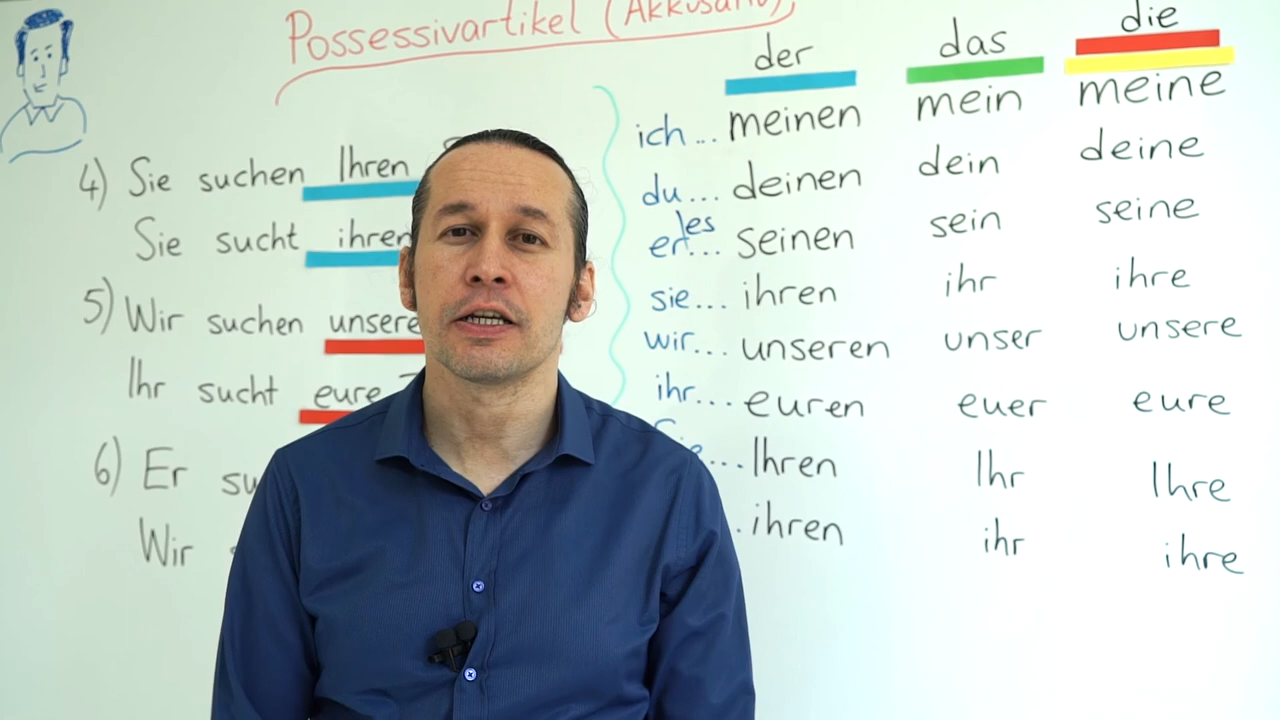 Possessivartikel (Akkusativ)
4) Sie suchen Ihren
Sie sucht ihren
5) Wir suchen unsere
Ihr sucht eure
6) Er
Wir
der das die
ich... meinen mein meine
du... deinen dein deine
er/es... seinen sein seine
sie... ihren ihr ihre
wir... unseren unser unsere
ihr... euren euer eure
... Ihren Ihr Ihre
. ihren ihr ihre